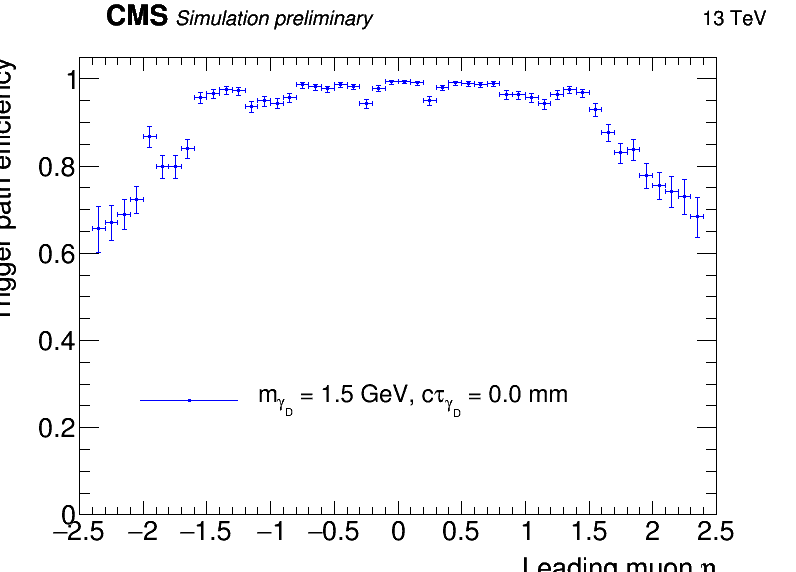 CMS Simulation preliminary 13 TeV
Trigger path efficiency
1
0.8
0.6
0.4
0.2
0
mγD = 1.5 GeV, cτγD = 0.0 mm
−2.5 −2 −1.5 −1 −0.5 0 0.5 1 1.5 2 2.5
Leading muon η